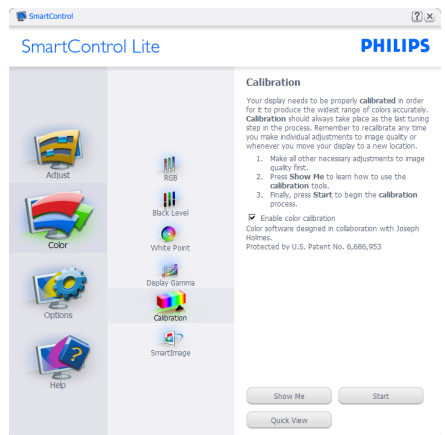 SmartControl
SmartControl Lite
PHILIPS
Adjust
Color
Options
Help
RGB
Black Level
White Point
Display Gamma
Calibration
SmartImage
Calibration
Your display needs to be properly calibrated in order
for it to produce the widest range of colors accurately.
Calibration should always take place as the last tuning
step in the process. Remember to recalibrate any time
you make individual adjustments to image quality or
whenever you move your display to a new location.
1. Make all other necessary adjustments to image
quality first.
2. Press Show Me to learn how to use the
calibration tools.
3. Finally, press Start to begin the calibration
process.
Enable color calibration
Color software designed in collaboration with Joseph
Holmes.
Protected by U.S. Patent No. 6,686,953
Show Me
Start
Quick View